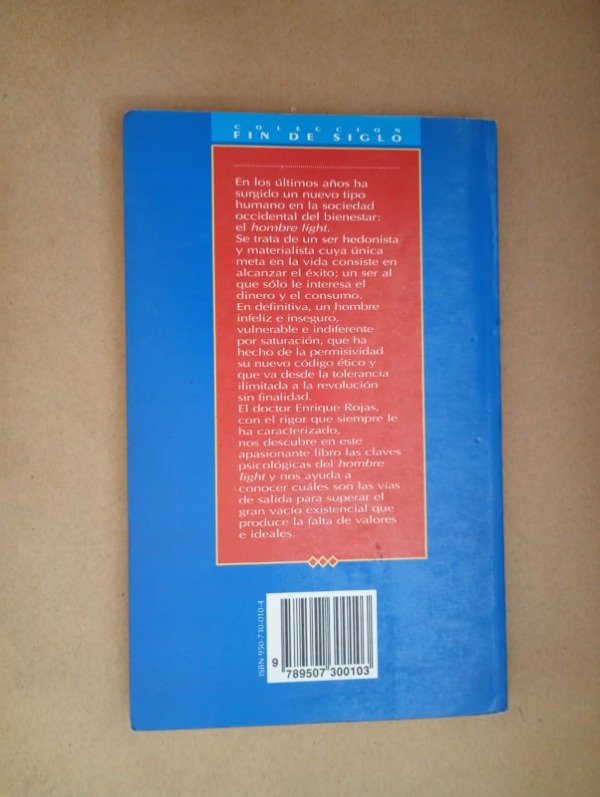 COLECCION
FIN DE SIGLO
En los últimos años ha
surgido un nuevo tipo
humano en la sociedad
occidental del bienestar:
el hombre light.
Se trata de un ser hedonista
y materialista cuya única
meta en la vida consiste en
alcanzar el éxito; un ser al
que sólo le interesa el
dinero y el consumo.
En definitiva, un hombre
infeliz e inseguro,
vulnerable e indiferente
por saturación, que ha
hecho de la permisividad
su nuevo código ético y
que va desde la tolerancia
ilimitada a la revolución
sin finalidad.
El doctor Enrique Rojas,
con el rigor que siempre le
ha caracterizado,
nos descubre en este
apasionante libro las claves
psicológicas del hombre
light y nos ayuda a
conocer cuáles son las vías
de salida para superar el
gran vacío existencial que
produce la falta de valores
e ideales.
ISBN 950-730-010-4
9 789507 300103